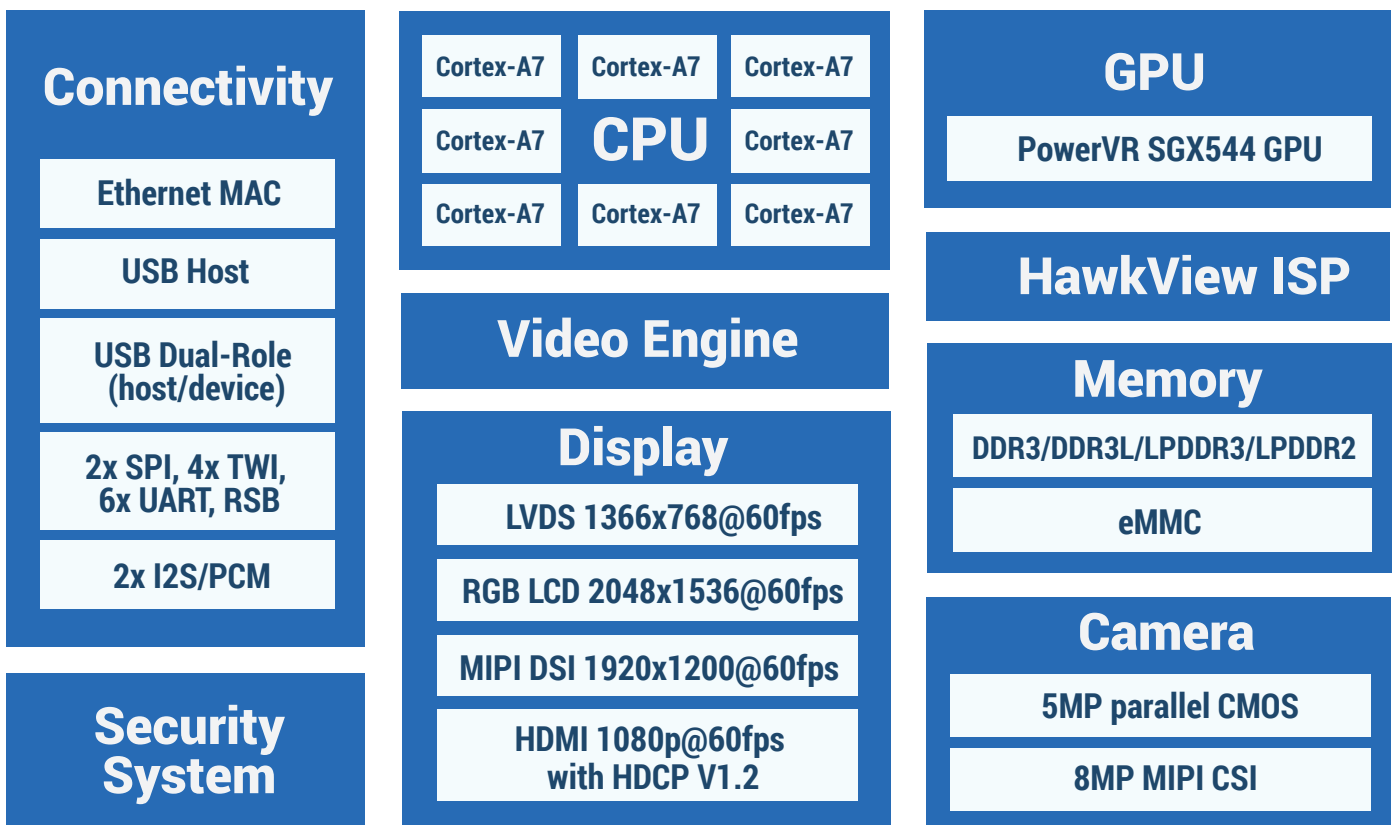 Connectivity
Ethernet MAC
USB Host
USB Dual-Role
(host/device)
2x SPI, 4x TWI,
6x UART, RSB
2x I2S/PCM
Security
System
Cortex-A7 Cortex-A7 Cortex-A7
Cortex-A7 CPU Cortex-A7
Cortex-A7 Cortex-A7 Cortex-A7
Video Engine
Display
LVDS 1366x768@60fps
RGB LCD 2048x1536@60fps
MIPI DSI 1920x1200@60fps
HDMI 1080p@60fps
with HDCP V1.2
GPU
PowerVR SGX544 GPU
HawkView ISP
Memory
DDR3/DDR3L/LPDDR3/LPDDR2
eMMC
Camera
5MP parallel CMOS
8MP MIPI CSI